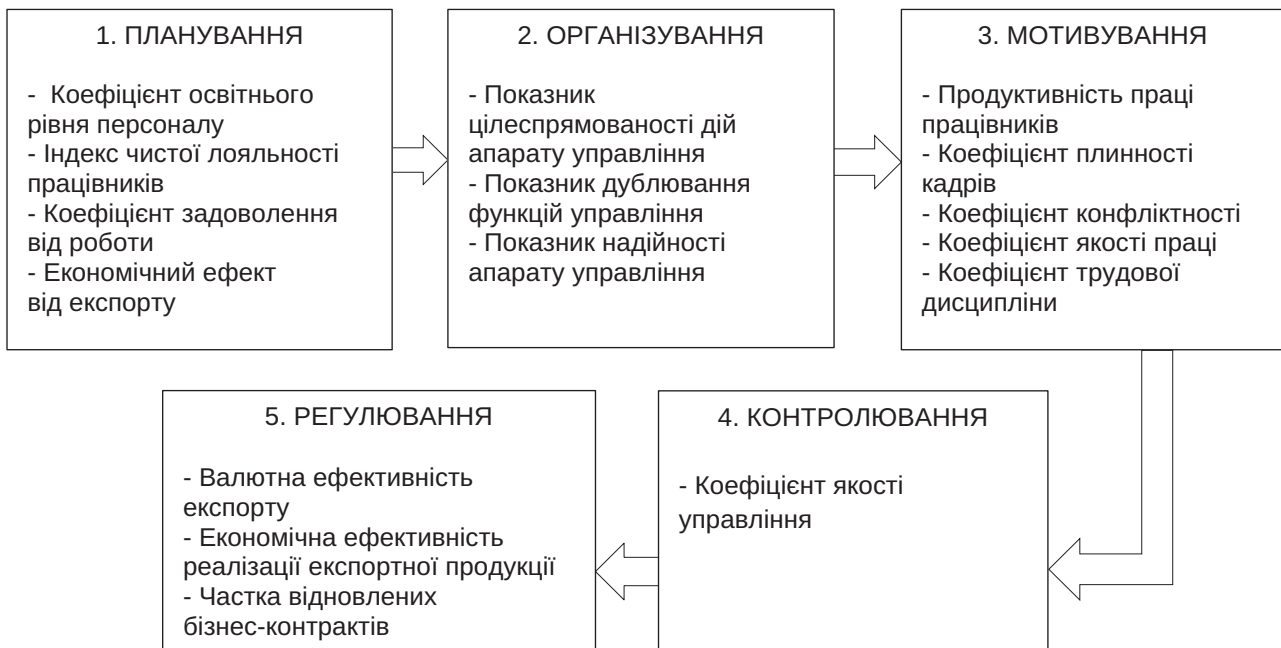 1. ПЛАНУВАННЯ
- Коефіцієнт освітнього
рівня персоналу
- Індекс чистої лояльності
працівників
- Коефіцієнт задоволення
від роботи
- Економічний ефект
від експорту
2. ОРГАНІЗУВАННЯ
- Показник
цілеспрямованості дій
апарату управління
- Показник дублювання
функцій управління
- Показник надійності
апарату управління
3. МОТИВУВАННЯ
- Продуктивність праці
працівників
- Коефіцієнт плинності
кадрів
- Коефіцієнт конфліктності
- Коефіцієнт якості праці
- Коефіцієнт трудової
дисципліни
4. КОНТРОЛЮВАННЯ
- Коефіцієнт якості
управління
5. РЕГУЛЮВАННЯ
- Валютна ефективність
експорту
- Економічна ефективність
реалізації експортної продукції
- Частка відновлених
бізнес-контрактів